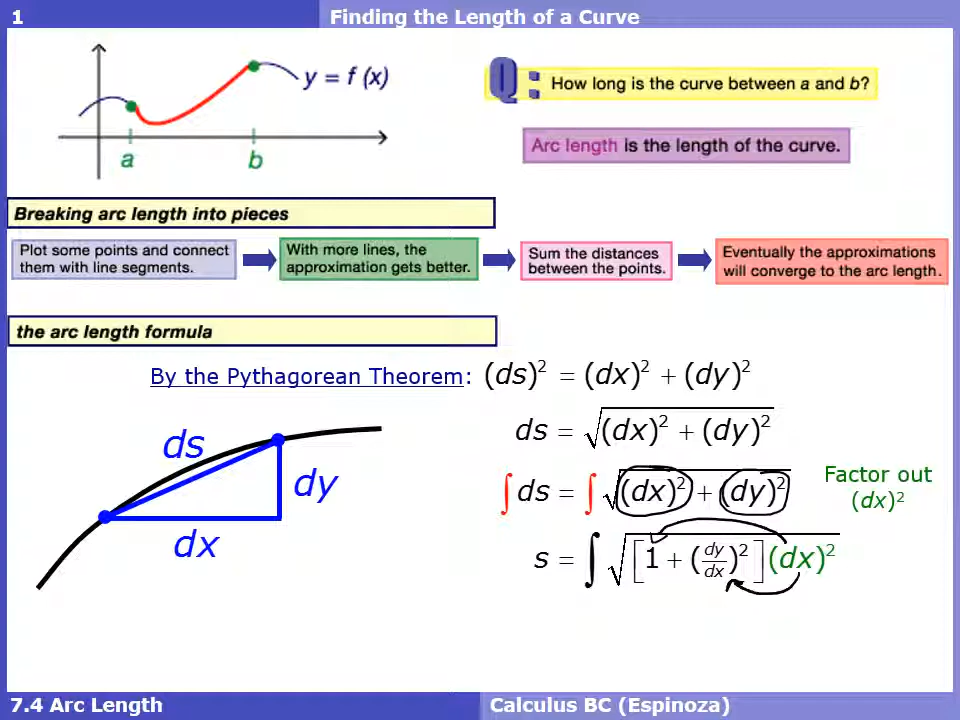 1
Finding the Length of a Curve
y = f (x)
a
b
Q:
How long is the curve between a and b?
Arc length is the length of the curve.
Breaking arc length into pieces
Plot some points and connect
them with line segments.
With more lines, the
approximation gets better.
Sum the distances
between the points.
Eventually the approximations
will converge to the arc length.
the arc length formula
By the Pythagorean Theorem: (ds)² = (dx)² + (dy)²
ds = √(dx)² + (dy)²
∫ ds = ∫ √(dx)² + (dy)²
Factor out
(dx)²
s = ∫ √[1 + (dy/dx)²](dx)²
ds
dy
dx
7.4 Arc Length
Calculus BC (Espinoza)